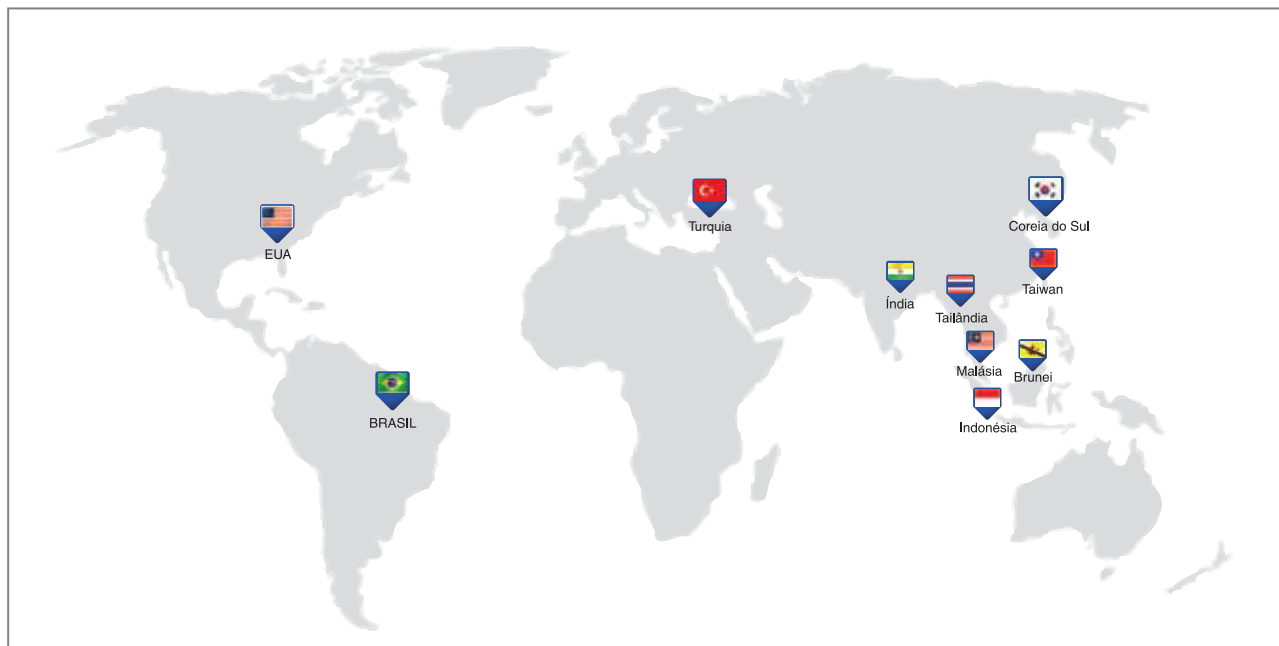 Turquia
Coreia do Sul
EUA
Taiwan
Índia
Tailândia
Malásia
Brunei
BRASIL
Indonésia